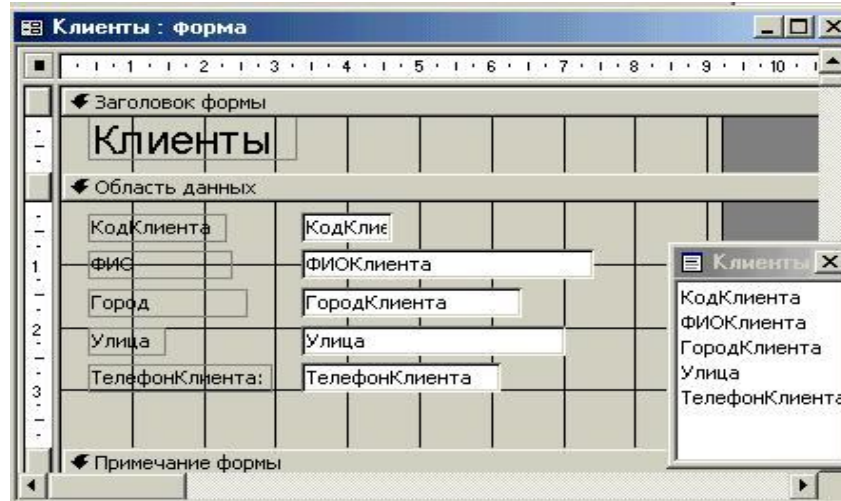 Клиенты : форма
1 2 3 4 5 6 7 8 9 10
Заголовок формы
Клиенты
Область данных
КодКлиента КодКлие
ФИО ФИОКлиента
Город ГородКлиента
Улица Улица
ТелефонКлиента: ТелефонКлиента
1
2
3
Примечание формы
Клиенты
КодКлиента
ФИОКлиента
ГородКлиента
Улица
ТелефонКлиента